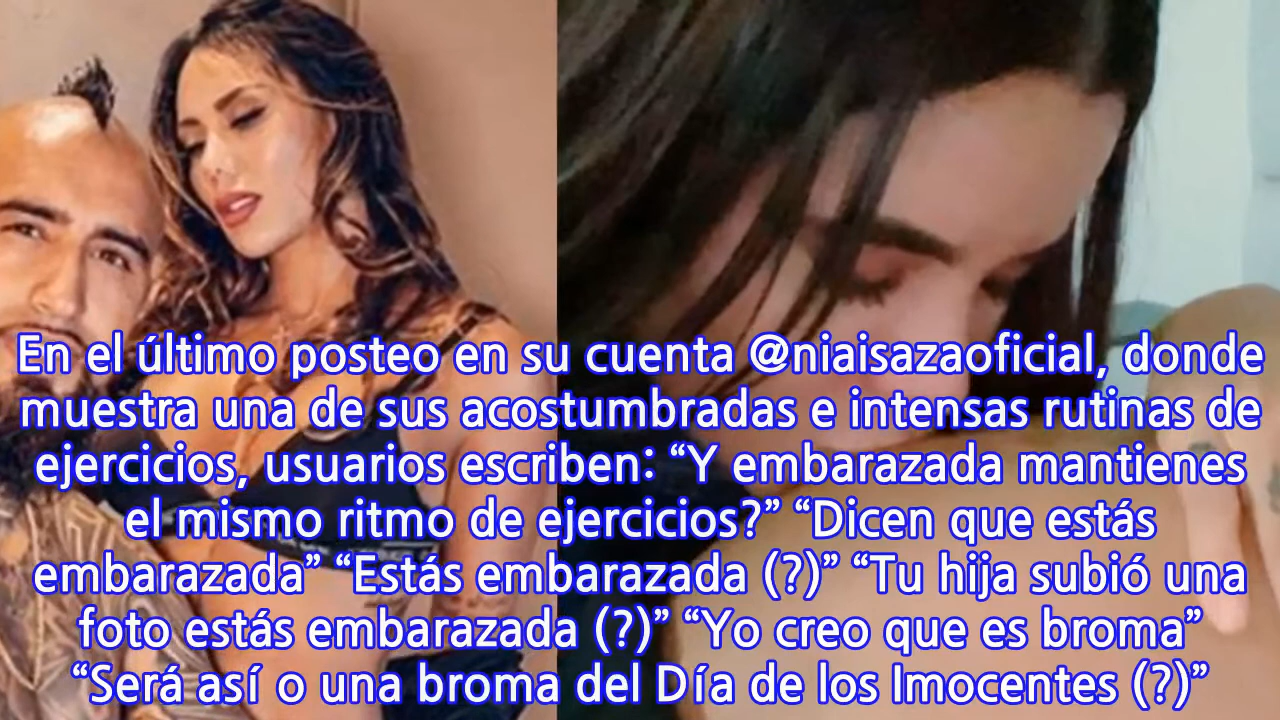 En el último posteo en su cuenta @niaisazaoficial, donde
muestra una de sus acostumbradas e intensas rutinas de
ejercicios, usuarios escriben: “Y embarazada mantienes
el mismo ritmo de ejercicios?” “Dicen que estás
embarazada” “Estás embarazada (?)” “Tu hija subió una
foto estás embarazada (?)” “Yo creo que es broma”
“Será así o una broma del Día de los Imocentes (?)”